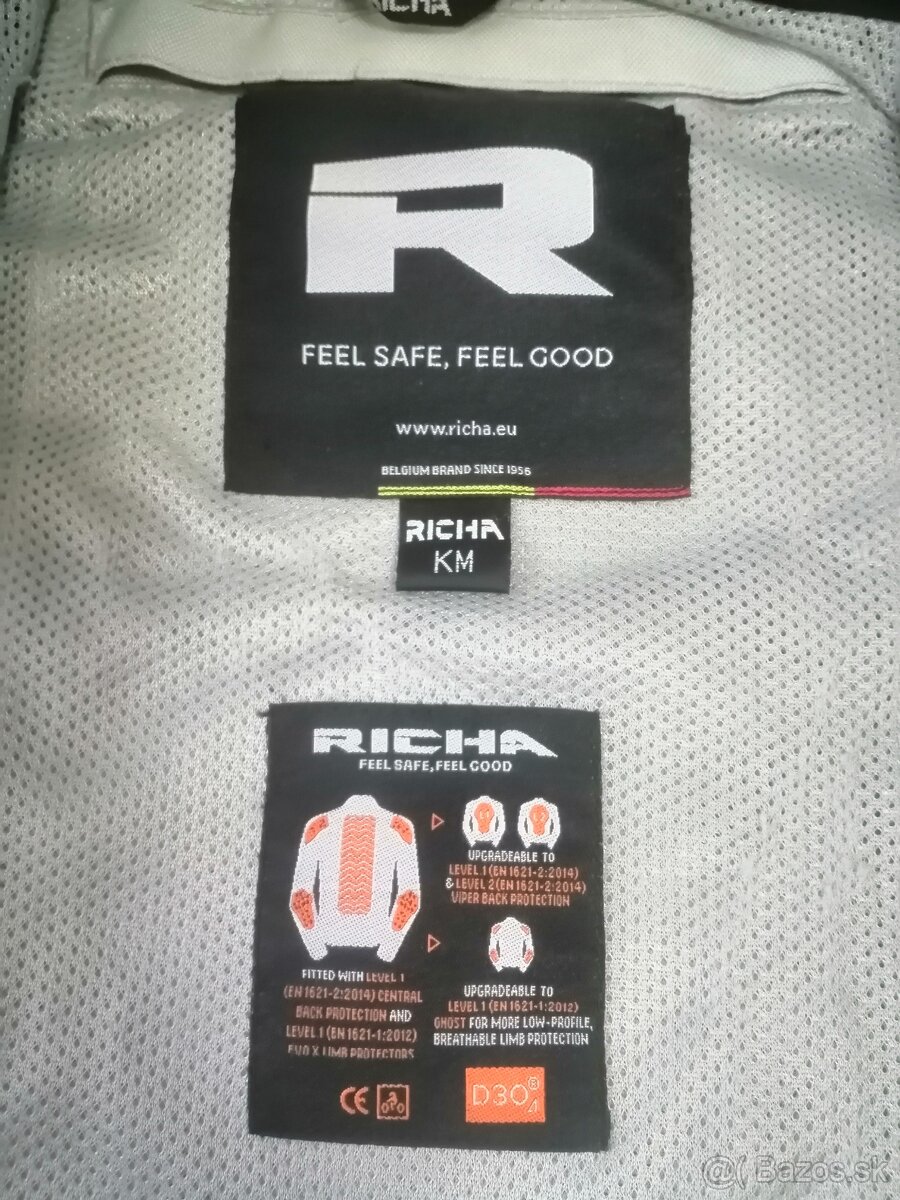 RICHA
R
FEEL SAFE, FEEL GOOD
www.richa.eu
BELGIUM BRAND SINCE 1956
RICHA
KM
RICHA
FEEL SAFE, FEEL GOOD
UPGRADEABLE TO
LEVEL 1 (EN 1621-2:2014)
& LEVEL 2 (EN 1621-2:2014)
VIPER BACK PROTECTION
FITTED WITH LEVEL 1
(EN 1621-2:2014) CENTRAL
BACK PROTECTION AND
LEVEL 1 (EN 1621-1:2012)
EVO X LIMB PROTECTORS
UPGRADEABLE TO
LEVEL 1 (EN 1621-1:2012)
GHOST FOR MORE LOW-PROFILE,
BREATHABLE LIMB PROTECTION
CE
D3O
@( Bazos.sk